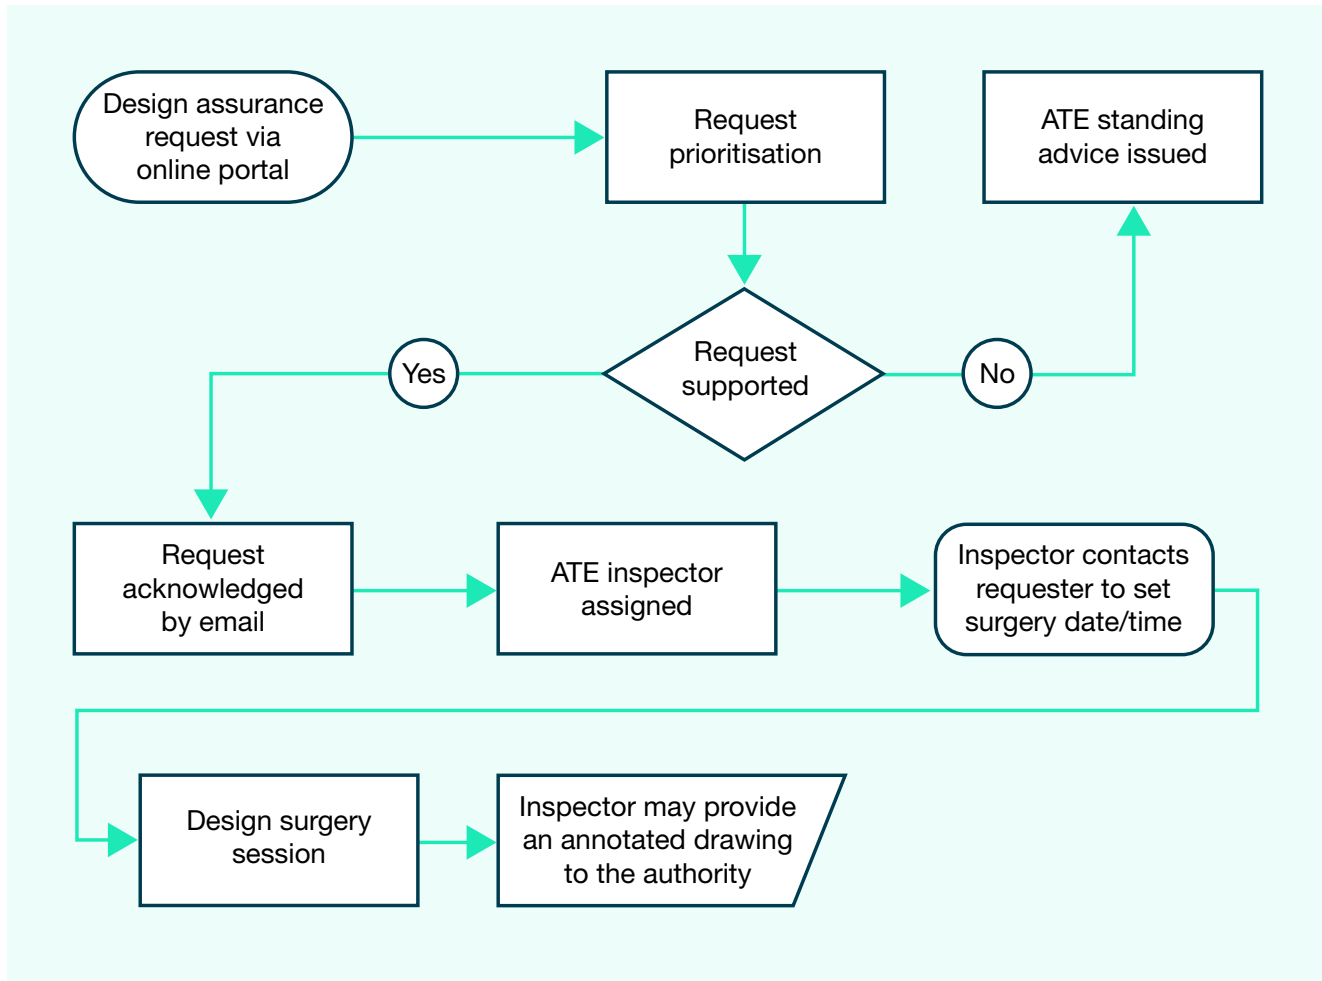 Design assurance
request via
online portal
Request
prioritisation
ATE standing
advice issued
Request
supported
Yes
No
Request
acknowledged
by email
ATE inspector
assigned
Inspector contacts
requester to set
surgery date/time
Design surgery
session
Inspector may provide
an annotated drawing
to the authority